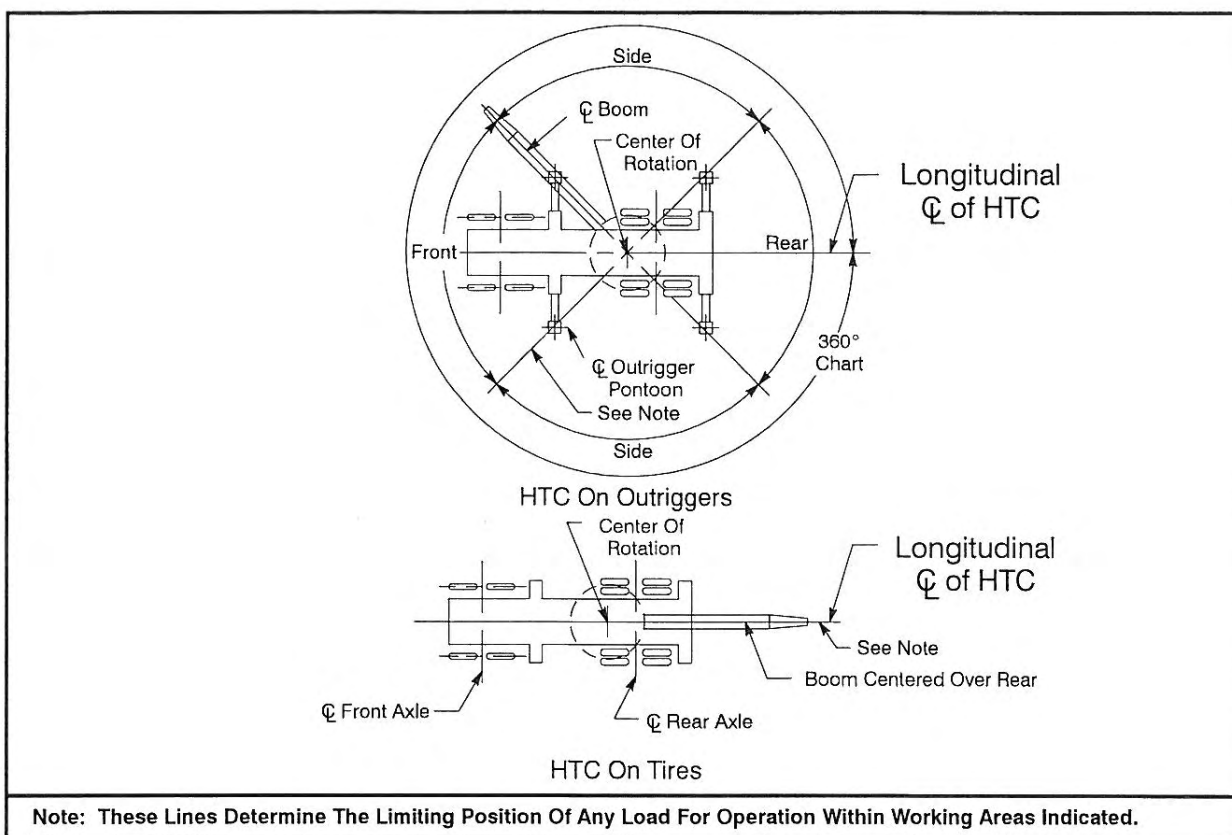 Side
℄ Boom
Center Of
Rotation
Longitudinal
℄ of HTC
Front
Rear
360°
Chart
℄ Outrigger
Pontoon
See Note
Side
HTC On Outriggers
Center Of
Rotation
Longitudinal
℄ of HTC
See Note
Boom Centered Over Rear
℄ Front Axle
℄ Rear Axle
HTC On Tires
Note: These Lines Determine The Limiting Position Of Any Load For Operation Within Working Areas Indicated.